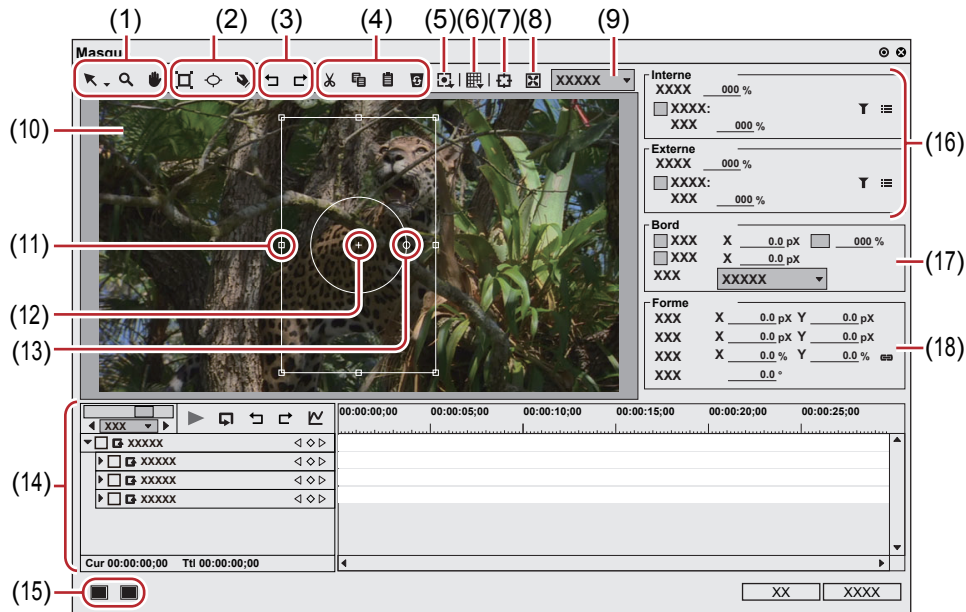 (1) (2) (3) (4) (5) (6) (7) (8) (9)
Masqu
XXXXX
(10)
(11)
(12)
(13)
Interne
XXXX 000 %
XXXX:
XXX 000 %
Externe
XXXX 000 %
XXXX:
XXX 000 %
(16)
Bord
XXX X 0.0 pX 000 %
XXX X 0.0 pX
XXX XXXXX
(17)
Forme
XXX X 0.0 pX Y 0.0 pX
XXX X 0.0 pX Y 0.0 pX
XXX X 0.0 % Y 0.0 %
XXX 0.0 °
(18)
(14)
XXX
00:00:00;00 00:00:05;00 00:00:10;00 00:00:15;00 00:00:20;00 00:00:25;00
XXXXX
XXXXX
XXXXX
XXXXX
Cur 00:00:00;00 Ttl 00:00:00;00
(15)
XX XXXX